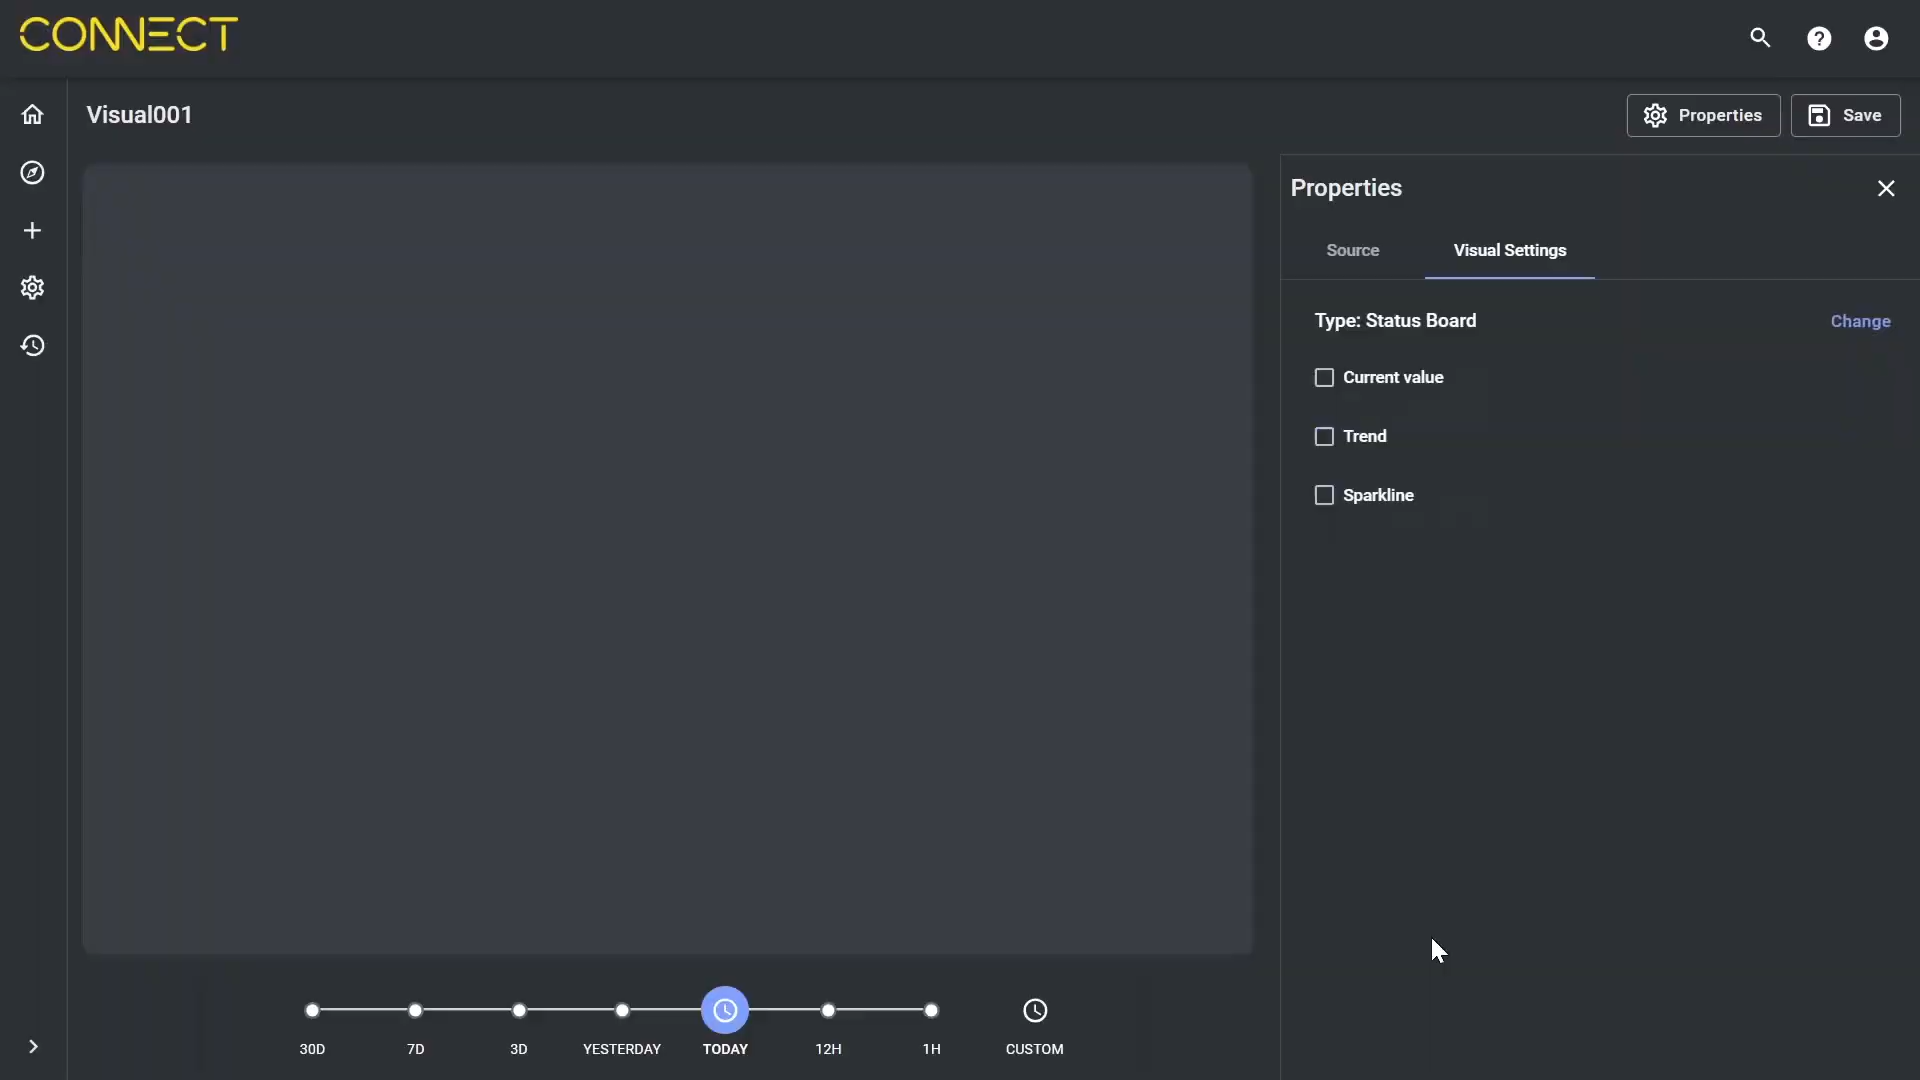 CONNECT
Visual001
Properties
Save
Properties
Source
Visual Settings
Type: Status Board
Change
Current value
Trend
Sparkline
30D
7D
3D
YESTERDAY
TODAY
12H
1H
CUSTOM